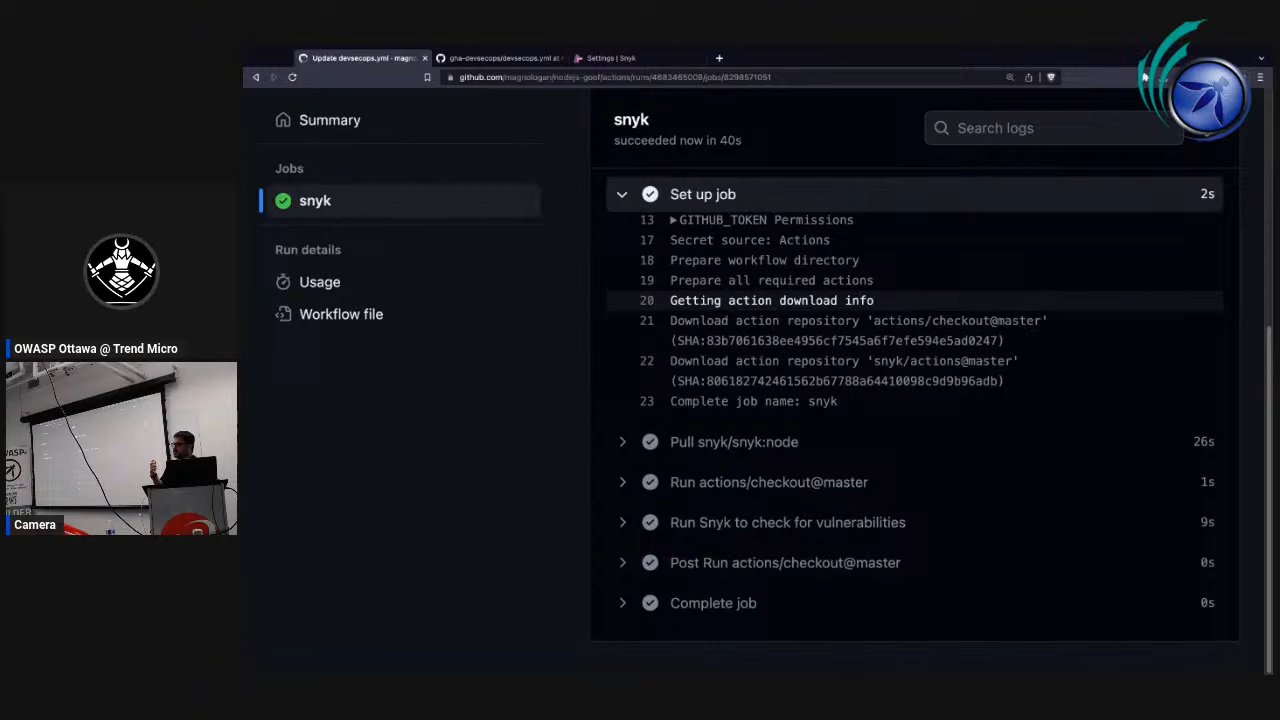 Update devsecops.yml · magno
gha-devsecops/devsecops.yml at m
Settings | Snyk
github.com/magnologan/nodejs-goof/actions/runs/4683465008/jobs/8298571051
Summary
Jobs
snyk
Run details
Usage
Workflow file
snyk
succeeded now in 40s
Search logs
Set up job 2s
13 GITHUB_TOKEN Permissions
17 Secret source: Actions
18 Prepare workflow directory
19 Prepare all required actions
20 Getting action download info
21 Download action repository 'actions/checkout@master'
(SHA:83b7061638ee4956cf7545a6f7efe594e5ad0247)
22 Download action repository 'snyk/actions@master'
(SHA:806182742461562b67788a64410098c9d9b96adb)
23 Complete job name: snyk
Pull snyk/snyk:node 26s
Run actions/checkout@master 1s
Run Snyk to check for vulnerabilities 9s
Post Run actions/checkout@master 0s
Complete job 0s
OWASP Ottawa @ Trend Micro
Camera